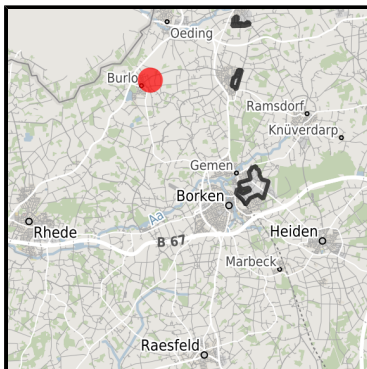 Oeding
Burlo
Ramsdorf
Knüverdarp
Gemen
Borken
Aa
Rhede
B 67
Heiden
Marbeck
Raesfeld